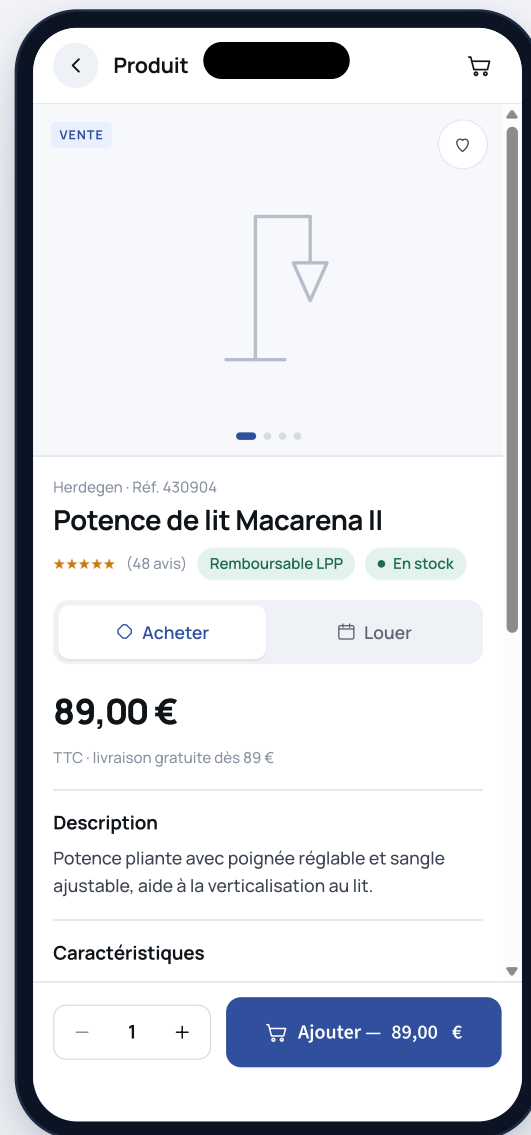 Produit
VENTE
Herdegen · Réf. 430904
Potence de lit Macarena II
★★★★★ (48 avis) Remboursable LPP • En stock
Acheter Louer
89,00 €
TTC · livraison gratuite dès 89 €
Description
Potence pliante avec poignée réglable et sangle
ajustable, aide à la verticalisation au lit.
Caractéristiques
— 1 + Ajouter — 89,00 €